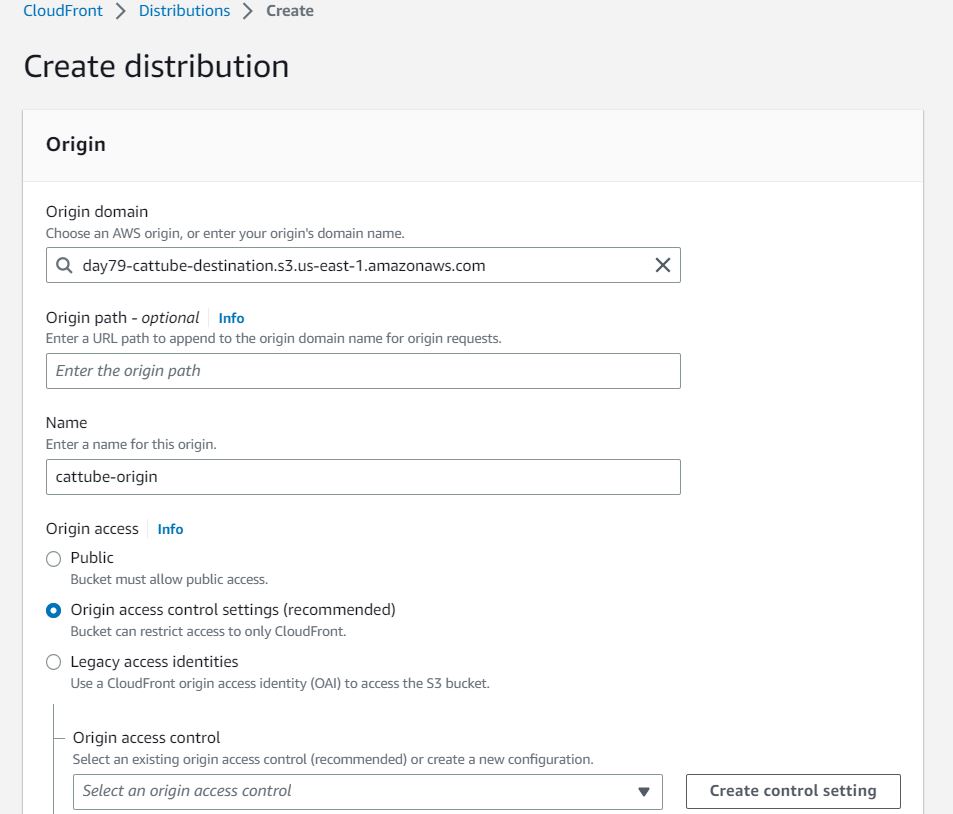 CloudFront > Distributions > Create
Create distribution
Origin
Origin domain
Choose an AWS origin, or enter your origin's domain name.
day79-cattube-destination.s3.us-east-1.amazonaws.com
Origin path - optional Info
Enter a URL path to append to the origin domain name for origin requests.
Enter the origin path
Name
Enter a name for this origin.
cattube-origin
Origin access Info
Public
Bucket must allow public access.
Origin access control settings (recommended)
Bucket can restrict access to only CloudFront.
Legacy access identities
Use a CloudFront origin access identity (OAI) to access the S3 bucket.
Origin access control
Select an existing origin access control (recommended) or create a new configuration.
Select an origin access control
Create control setting